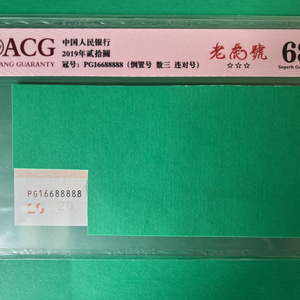 ACG
中国人民银行
2019年贰拾圆
冠号：PG16688888（倒置号 数三 连对号）
ANG GUARANTY
老虎號
☆☆☆
68
Superb G
PG16688888
20